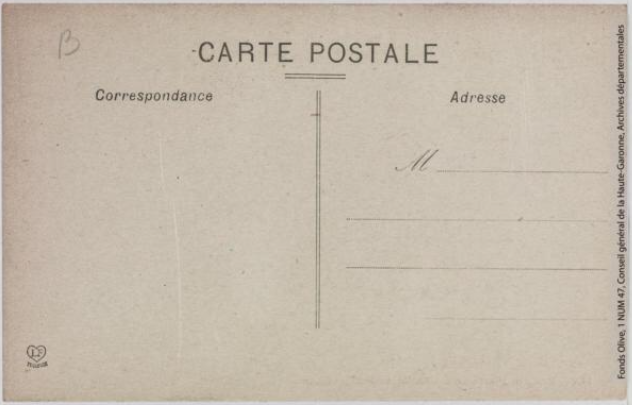 B
CARTE POSTALE
Correspondance
Adresse
M
Fonds Olive, 1 NUM 47, Conseil général de la Haute-Garonne, Archives départementales